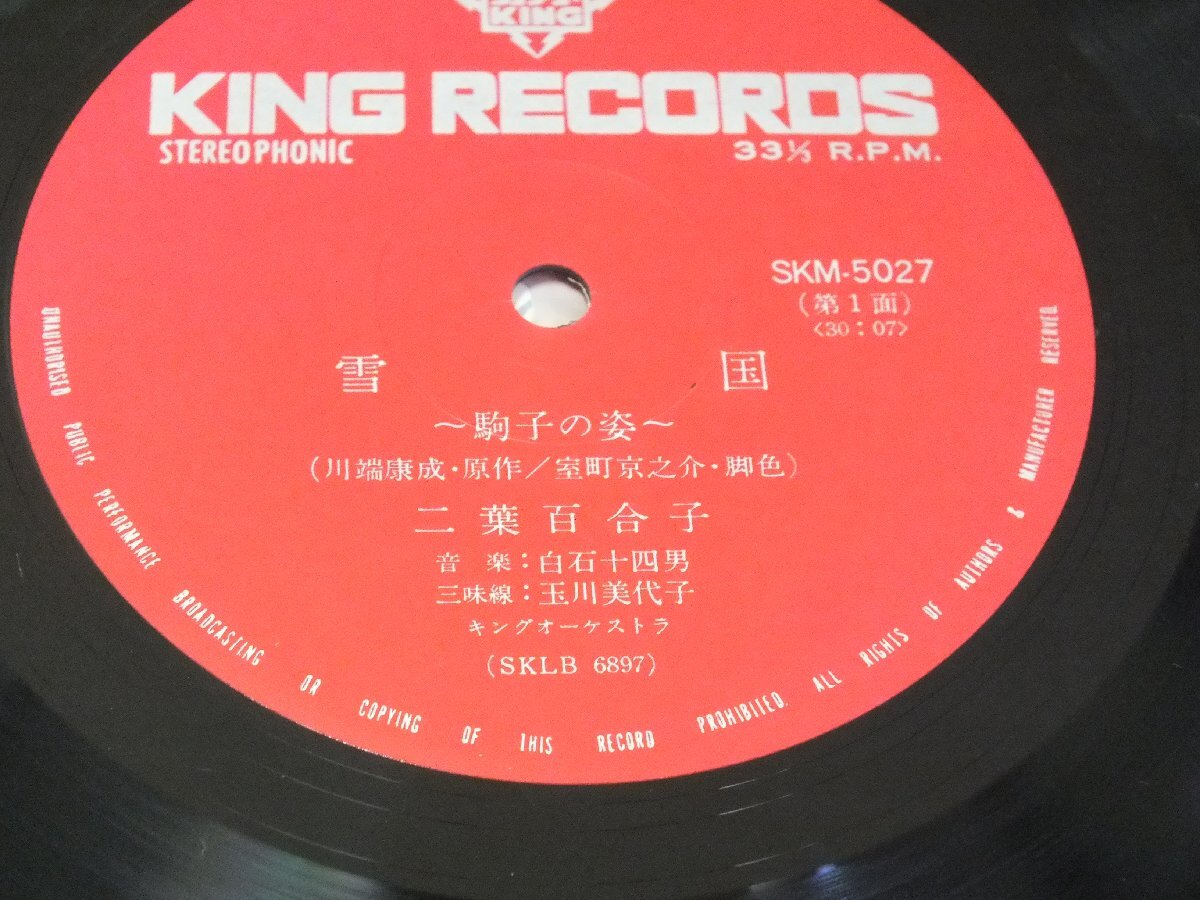 KING
KING RECORDS
STEREOPHONIC
33⅓ R.P.M.
SKM-5027
(第1面)
<30:07>
雪国
〜駒子の姿〜
(川端康成・原作/室町京之介・脚色)
二葉百合子
音楽:白石十四男
三味線:玉川美代子
キングオーケストラ
(SKLB 6897)
UNAUTHORISED PUBLIC PERFORMANCE BROADCASTING OR COPYING OF THIS RECORD PROHIBITED. ALL RIGHTS OF AUTHORS & MANUFACTURER RESERVED.